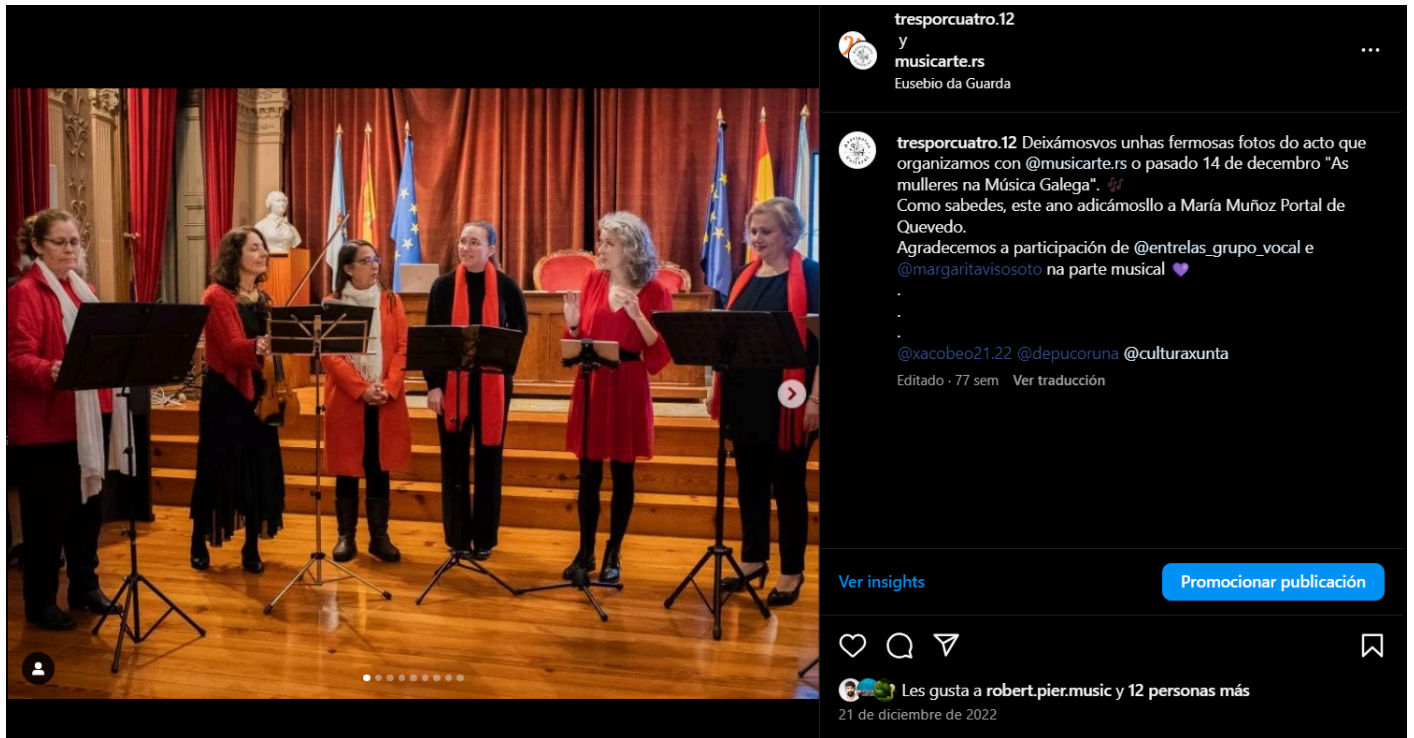 tresporcuatro.12
y
musicarte.rs
Eusebio da Guarda
tresporcuatro.12 Deixámosvos unhas fermosas fotos do acto que
organizamos con @musicarte.rs o pasado 14 de decembro "As
mulleres na Música Galega". 🎶
Como sabedes, este ano adicámosllo a María Muñoz Portal de
Quevedo.
Agradecemos a participación de @entrelas_grupo_vocal e
@margaritavisosoto na parte musical 💜
.
.
.
@xacobeo21.22 @depucoruna @culturaxunta
Editado · 77 sem Ver traducción
Ver insights
Promocionar publicación
Les gusta a robert.pier.music y 12 personas más
21 de diciembre de 2022